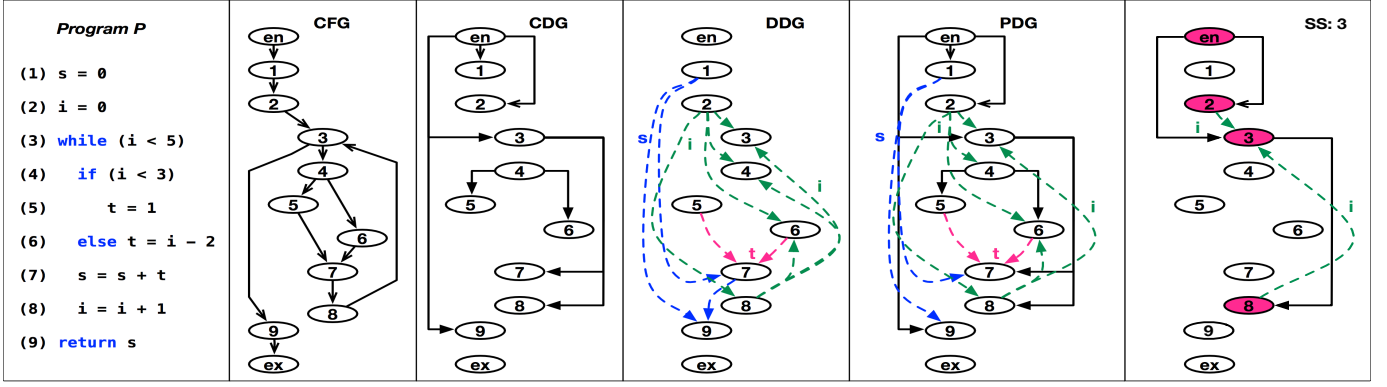 Program P
(1) s = 0
(2) i = 0
(3) while (i < 5)
(4) if (i < 3)
(5) t = 1
(6) else t = i – 2
(7) s = s + t
(8) i = i + 1
(9) return s
CFG
en
1
2
3
4
5
6
7
8
9
ex
CDG
en
1
2
3
4
5
6
7
8
9
ex
DDG
en
1
2
s
i
3
4
i
5
6
t
7
8
9
ex
PDG
en
1
2
s
i
3
4
5
i
6
t
7
8
9
ex
SS: 3
en
1
2
i
3
4
5
i
6
7
8
9
ex